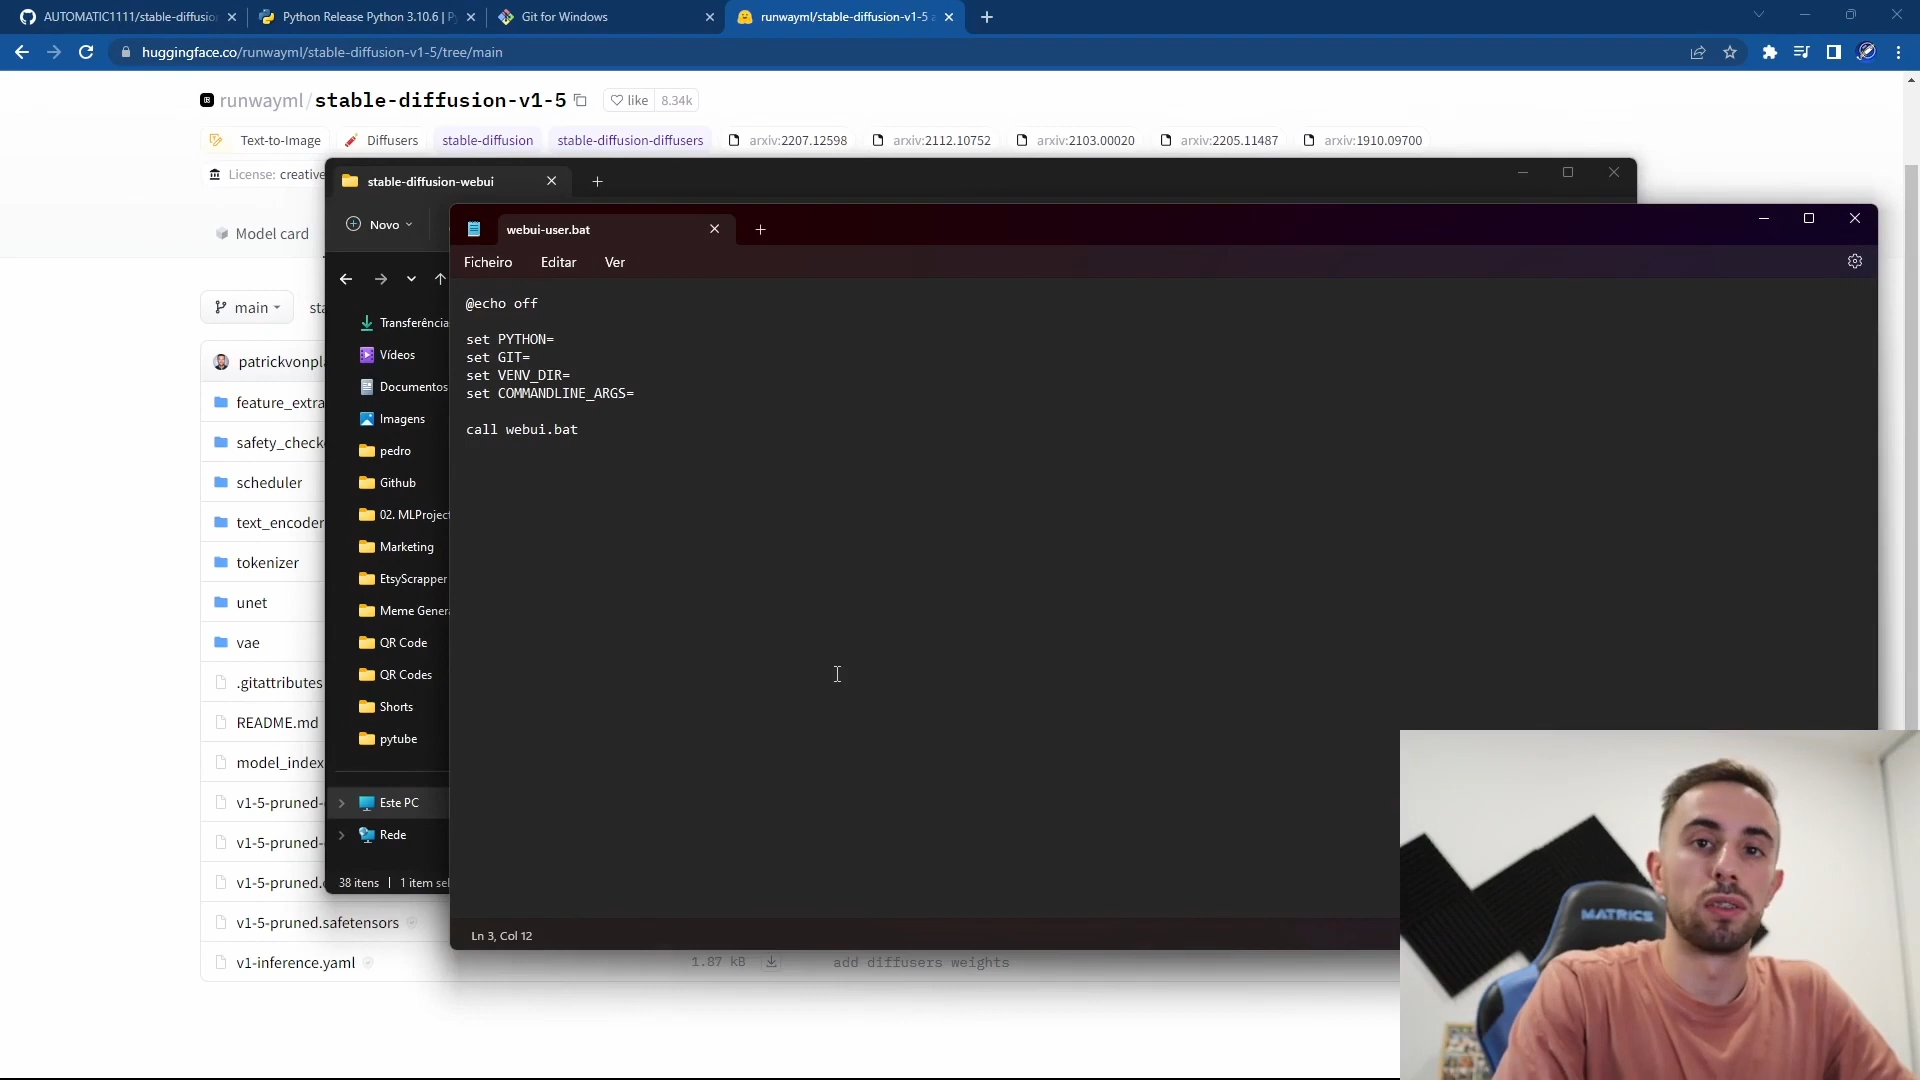 AUTOMATIC1111/stable-diffusion
Python Release Python 3.10.6 | P
Git for Windows
runwayml/stable-diffusion-v1-5
huggingface.co/runwayml/stable-diffusion-v1-5/tree/main
runwayml/stable-diffusion-v1-5
like 8.34k
Text-to-Image
Diffusers
stable-diffusion
stable-diffusion-diffusers
arxiv:2207.12598
arxiv:2112.10752
arxiv:2103.00020
arxiv:2205.11487
arxiv:1910.09700
License: creative
Model card
main
patrickvonpla
feature_extra
safety_checke
scheduler
text_encoder
tokenizer
unet
vae
.gitattributes
README.md
model_index
v1-5-pruned-
v1-5-pruned-
v1-5-pruned.
v1-5-pruned.safetensors
v1-inference.yaml
1.87 kB
add diffusers weights
stable-diffusion-webui
Novo
Transferência
Vídeos
Documentos
Imagens
pedro
Github
02. MLProject
Marketing
EtsyScrapper
Meme Genera
QR Code
QR Codes
Shorts
pytube
Este PC
Rede
38 itens
1 item sel
webui-user.bat
Ficheiro
Editar
Ver
@echo off
set PYTHON=
set GIT=
set VENV_DIR=
set COMMANDLINE_ARGS=
call webui.bat
Ln 3, Col 12
MATRICS